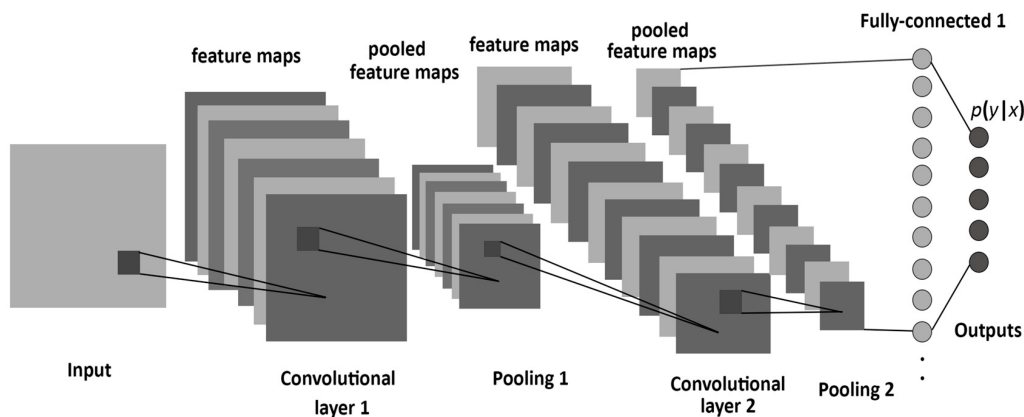 Fully-connected 1
feature maps
pooled
feature maps
feature maps
pooled
feature maps
p(y|x)
Outputs
Input
Convolutional
layer 1
Pooling 1
Convolutional
layer 2
Pooling 2